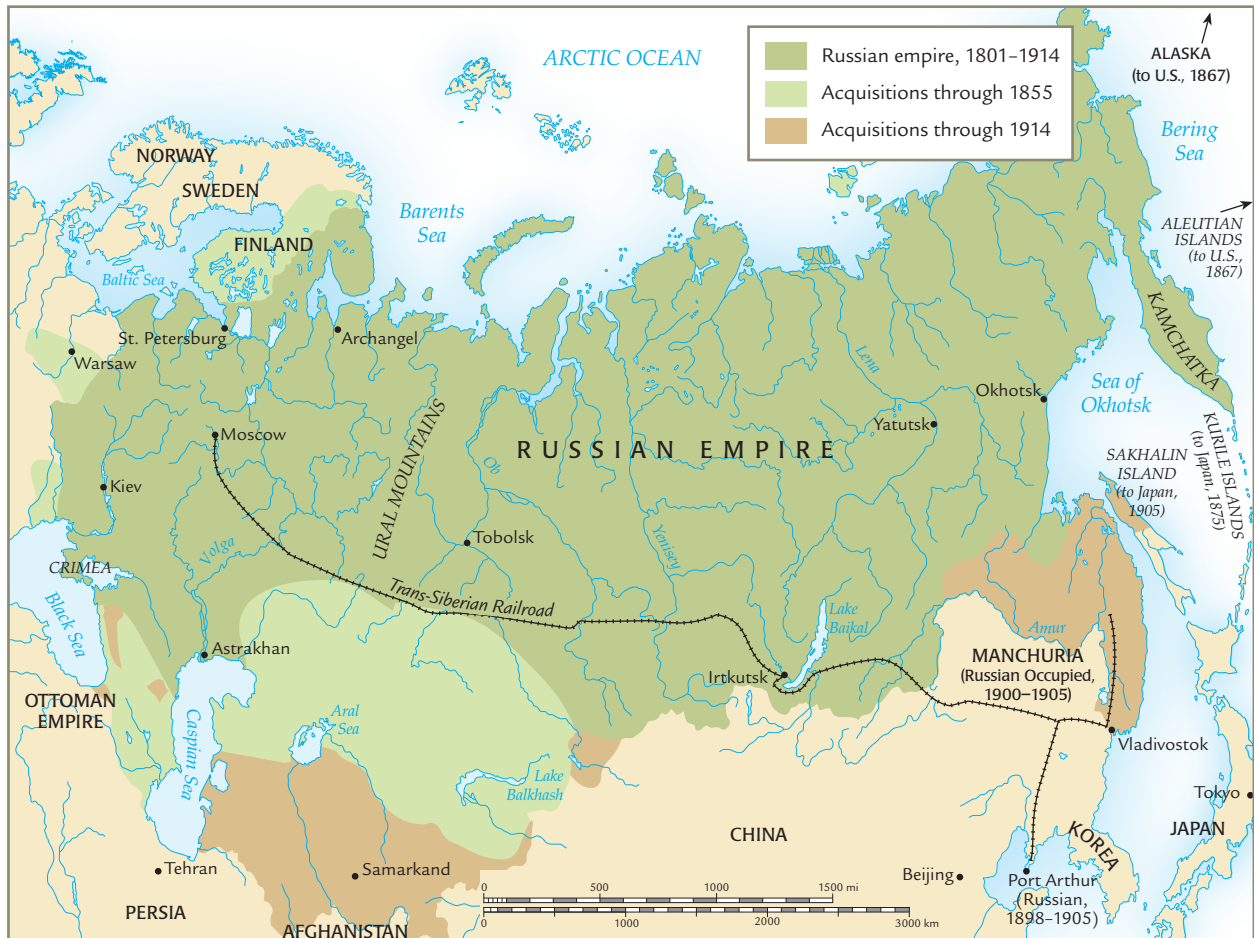 Russian empire, 1801–1914
Acquisitions through 1855
Acquisitions through 1914
ARCTIC OCEAN
ALASKA
(to U.S., 1867)
Bering
Sea
NORWAY
SWEDEN
FINLAND
Barents
Sea
ALEUTIAN
ISLANDS
(to U.S.,
1867)
Baltic Sea
St. Petersburg
Archangel
Warsaw
KAMCHATKA
Lena
Okhotsk
Sea of
Okhotsk
Yatutsk
Moscow
URAL MOUNTAINS
RUSSIAN EMPIRE
Ob
KURILE ISLANDS
(to Japan, 1875)
SAKHALIN
ISLAND
(to Japan,
1905)
Kiev
Volga
Tobolsk
Yenisey
CRIMEA
Black Sea
Trans-Siberian Railroad
Lake
Baikal
Amur
Astrakhan
Irtkutsk
MANCHURIA
(Russian Occupied,
1900–1905)
OTTOMAN
EMPIRE
Caspian Sea
Aral
Sea
Vladivostok
Lake
Balkhash
Tokyo
CHINA
KOREA
JAPAN
Tehran
Samarkand
Beijing
Port Arthur
(Russian,
1898–1905)
PERSIA
AFGHANISTAN
0 500 1000 1500 mi
0 1000 2000 3000 km